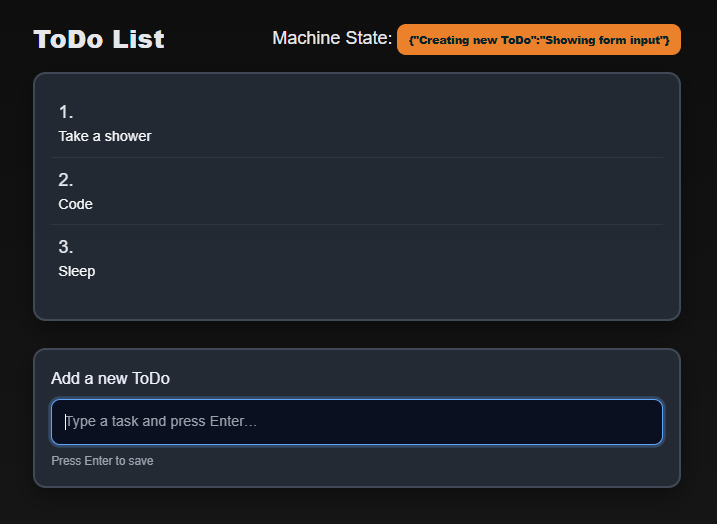 ToDo List
Machine State: {"Creating new ToDo":"Showing form input"}
1.
Take a shower
2.
Code
3.
Sleep
Add a new ToDo
Type a task and press Enter...
Press Enter to save